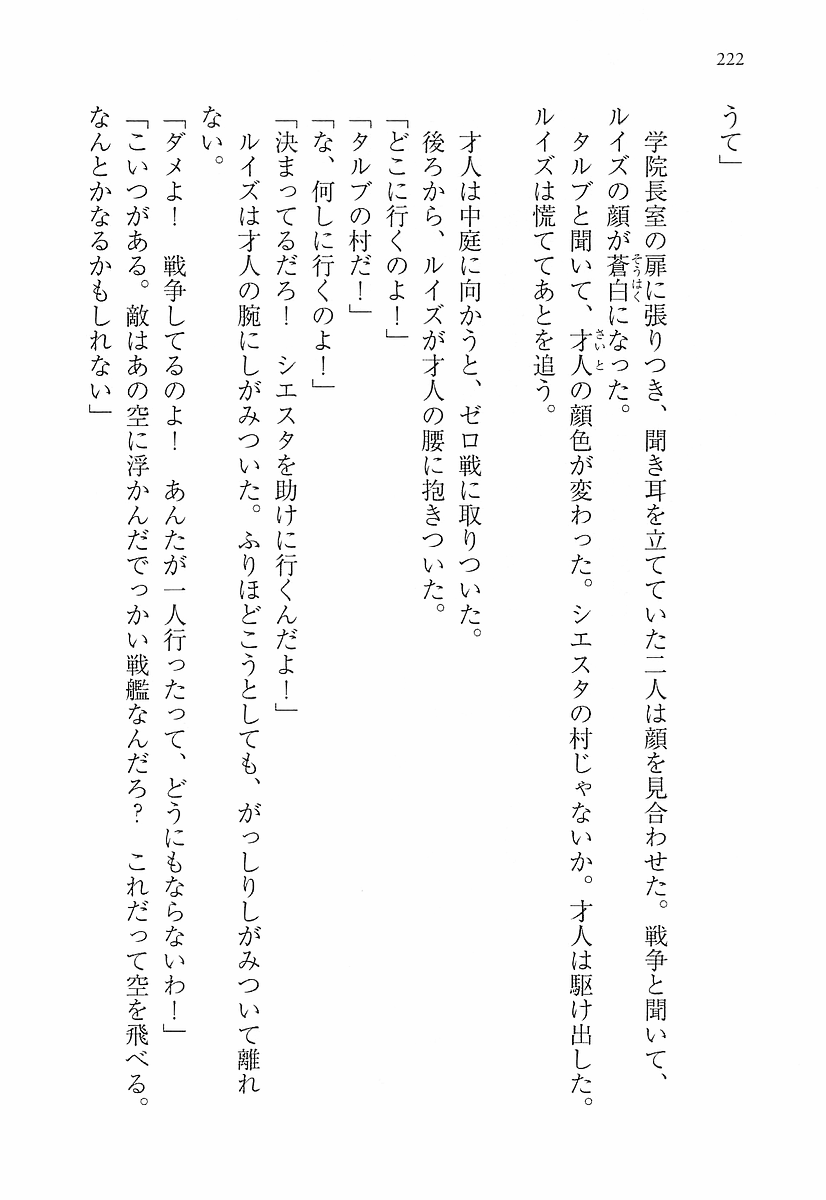 222
うて」
　学院長室の扉に張りつき、聞き耳を立てていた二人は顔を見合わせた。戦争と聞いて、
ルイズの顔が蒼白になった。
そうはく
　タルブと聞いて、才人の顔色が変わった。シエスタの村じゃないか。才人は駆け出した。
さいと
ルイズは慌ててあとを追う。
　才人は中庭に向かうと、ゼロ戦に取りついた。
　後ろから、ルイズが才人の腰に抱きついた。
「どこに行くのよ！」
「タルブの村だ！」
「な、何しに行くのよ！」
「決まってるだろ！　シエスタを助けに行くんだよ！」
　ルイズは才人の腕にしがみついた。ふりほどこうとしても、がっしりしがみついて離れ
ない。
「ダメよ！　戦争してるのよ！　あんたが一人行ったって、どうにもならないわ！」
「こいつがある。敵はあの空に浮かんだでっかい戦艦なんだろ？　これだって空を飛べる。
なんとかなるかもしれない」